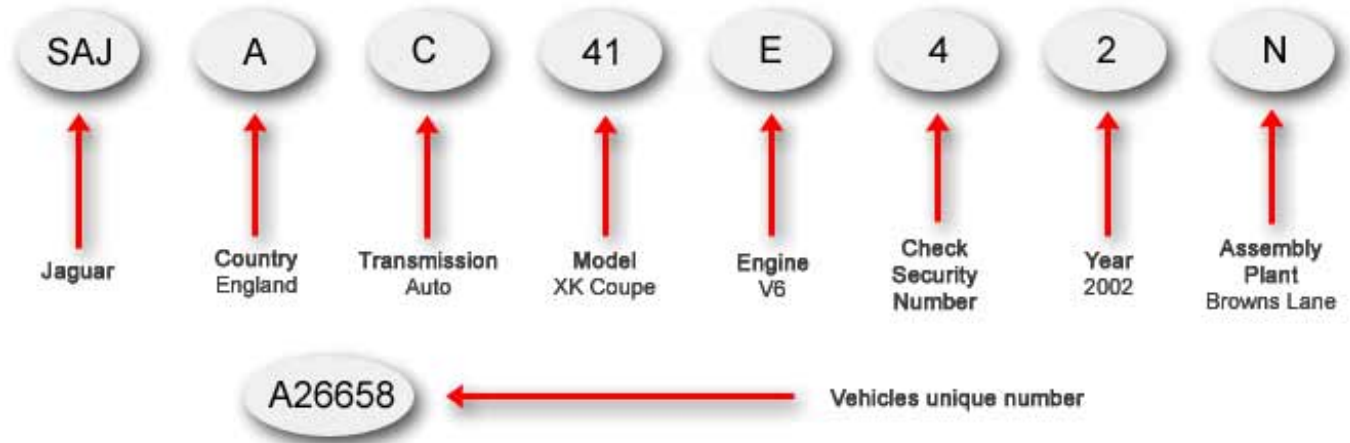 SAJ A C 41 E 4 2 N
Jaguar
Country
England
Transmission
Auto
Model
XK Coupe
Engine
V6
Check
Security
Number
Year
2002
Assembly
Plant
Browns Lane
A26658 Vehicles unique number